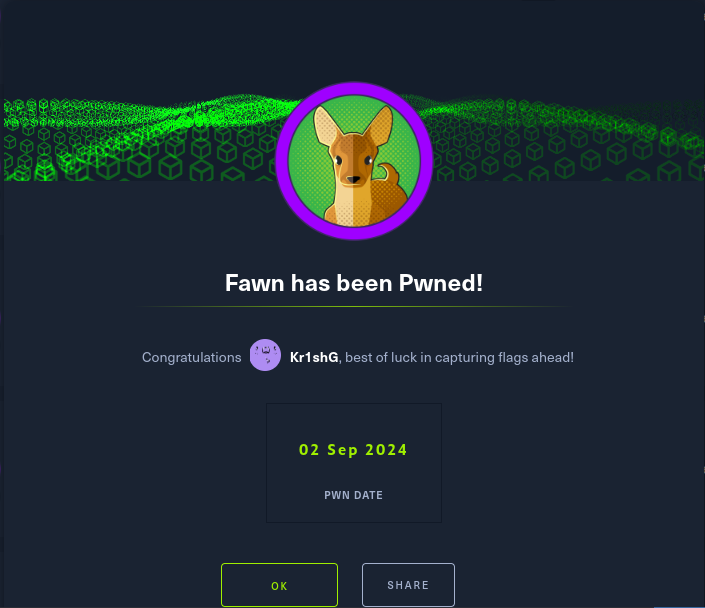 Fawn has been Pwned!
Congratulations Kr1shG, best of luck in capturing flags ahead!
02 Sep 2024
PWN DATE
OK SHARE